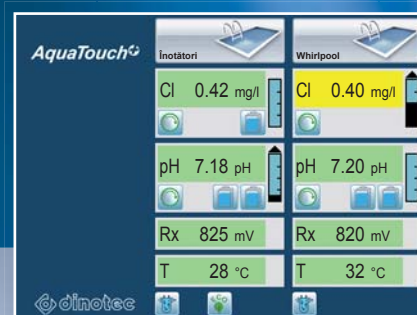 AquaTouch+
Înotători
Whirlpool
Cl 0.42 mg/l
Cl 0.40 mg/l
pH 7.18 pH
pH 7.20 pH
Rx 825 mV
Rx 820 mV
T 28 °C
T 32 °C
dinotec
eco